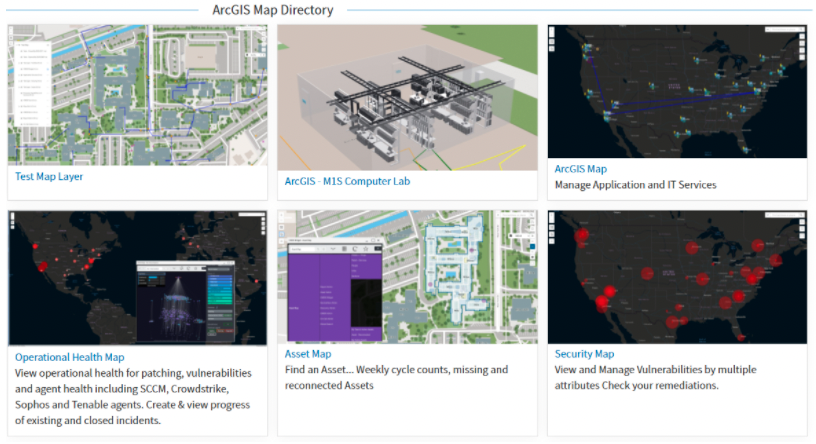 ArcGIS Map Directory
Test Map Layer
ArcGIS - M1S Computer Lab
ArcGIS Map
Manage Application and IT Services
Operational Health Map
View operational health for patching, vulnerabilities
and agent health including SCCM, Crowdstrike,
Sophos and Tenable agents. Create & view progress
of existing and closed incidents.
Asset Map
Find an Asset... Weekly cycle counts, missing and
reconnected Assets
Security Map
View and Manage Vulnerabilities by multiple
attributes Check your remediations.